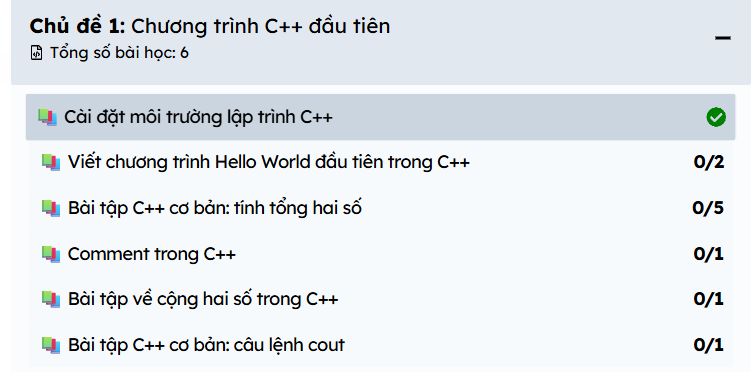 Chủ đề 1: Chương trình C++ đầu tiên
Tổng số bài học: 6
Cài đặt môi trường lập trình C++
Viết chương trình Hello World đầu tiên trong C++ 0/2
Bài tập C++ cơ bản: tính tổng hai số 0/5
Comment trong C++ 0/1
Bài tập về cộng hai số trong C++ 0/1
Bài tập C++ cơ bản: câu lệnh cout 0/1